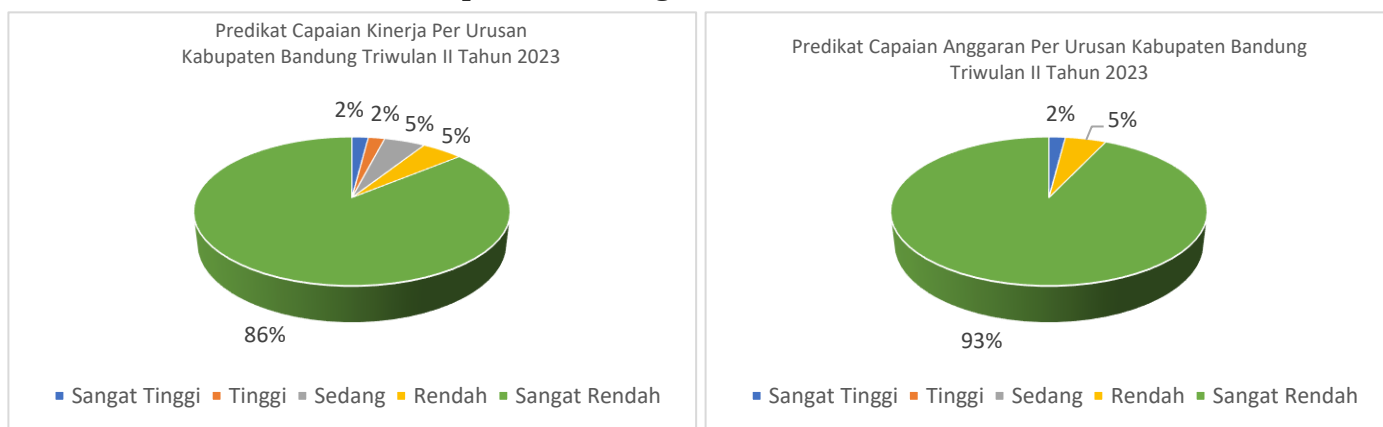 Predikat Capaian Kinerja Per Urusan
Kabupaten Bandung Triwulan II Tahun 2023
2% 2% 5% 5%
86%
Sangat Tinggi Tinggi Sedang Rendah Sangat Rendah
Predikat Capaian Anggaran Per Urusan Kabupaten Bandung
Triwulan II Tahun 2023
2% 5%
93%
Sangat Tinggi Tinggi Sedang Rendah Sangat Rendah